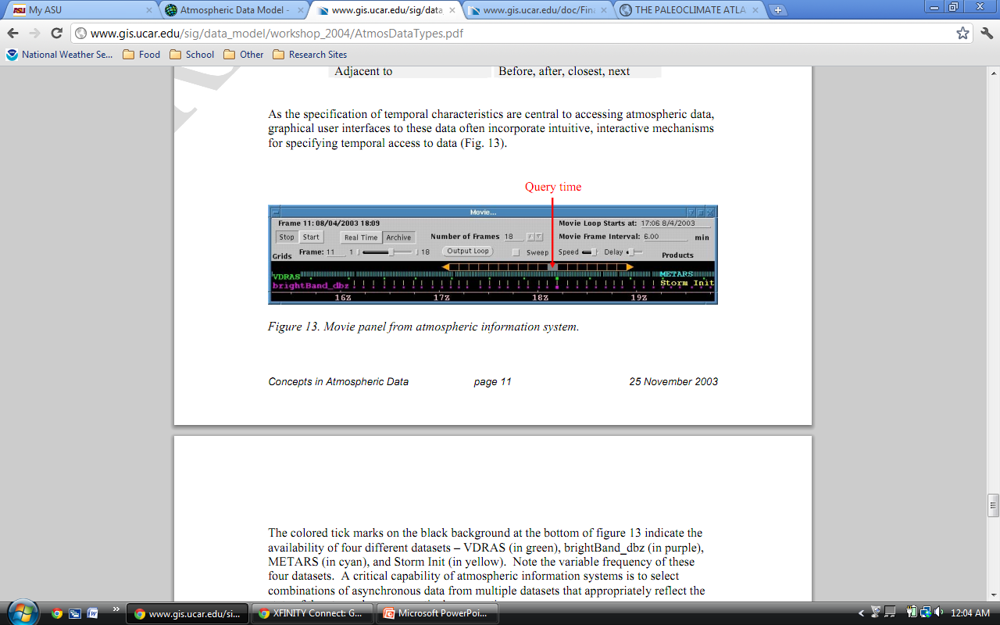 My ASU
Atmospheric Data Model -
www.gis.ucar.edu/sig/data_
www.gis.ucar.edu/doc/Fina
THE PALEOCLIMATE ATLA
www.gis.ucar.edu/sig/data_model/workshop_2004/AtmosDataTypes.pdf
National Weather Se...
Food
School
Other
Research Sites
Adjacent to Before, after, closest, next
As the specification of temporal characteristics are central to accessing atmospheric data,
graphical user interfaces to these data often incorporate intuitive, interactive mechanisms
for specifying temporal access to data (Fig. 13).
Query time
Movie...
Frame 11: 08/04/2003 18:09 Movie Loop Starts at: 17:06 8/4/2003
Stop Start Real Time Archive Number of Frames 18 Movie Frame Interval: 6.00 min
Grids Frame: 11 1 18 Output Loop Sweep Speed Delay Products
VDRAS METARS
brightBand_dbz Storm Init
16Z 17Z 18Z 19Z
Figure 13. Movie panel from atmospheric information system.
Concepts in Atmospheric Data page 11 25 November 2003
The colored tick marks on the black background at the bottom of figure 13 indicate the
availability of four different datasets – VDRAS (in green), brightBand_dbz (in purple),
METARS (in cyan), and Storm Init (in yellow). Note the variable frequency of these
four datasets. A critical capability of atmospheric information systems is to select
combinations of asynchronous data from multiple datasets that appropriately reflect the
www.gis.ucar.edu/si...
XFINITY Connect: G...
Microsoft PowerPoi...
12:04 AM